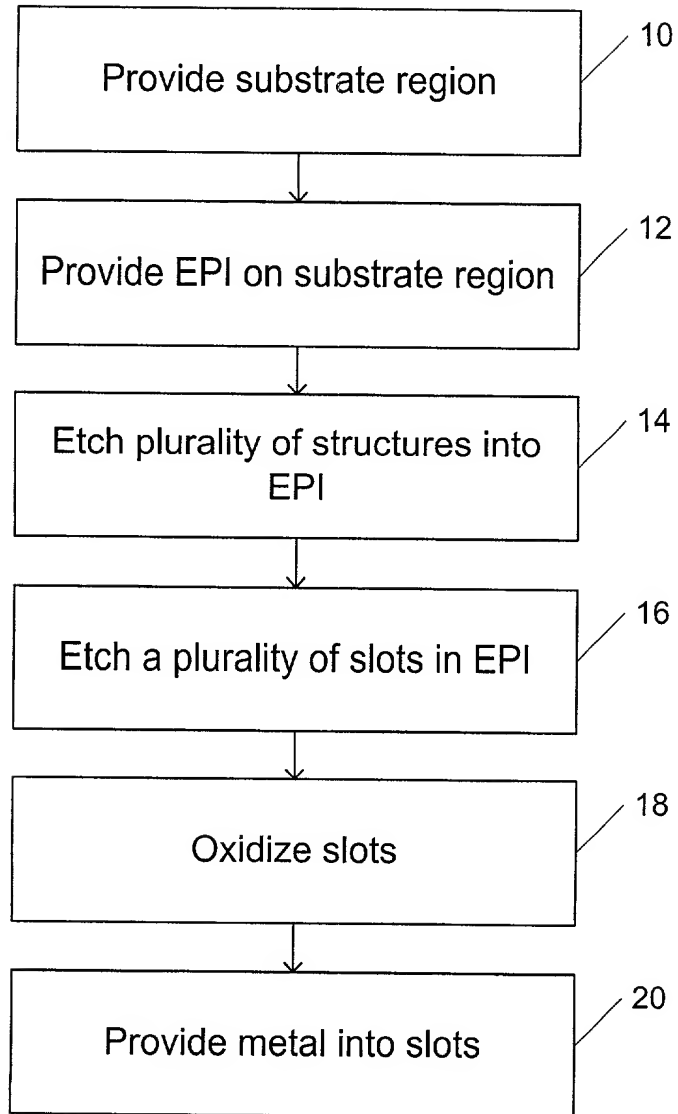 10
Provide substrate region
12
Provide EPI on substrate region
14
Etch plurality of structures into
EPI
16
Etch a plurality of slots in EPI
18
Oxidize slots
20
Provide metal into slots